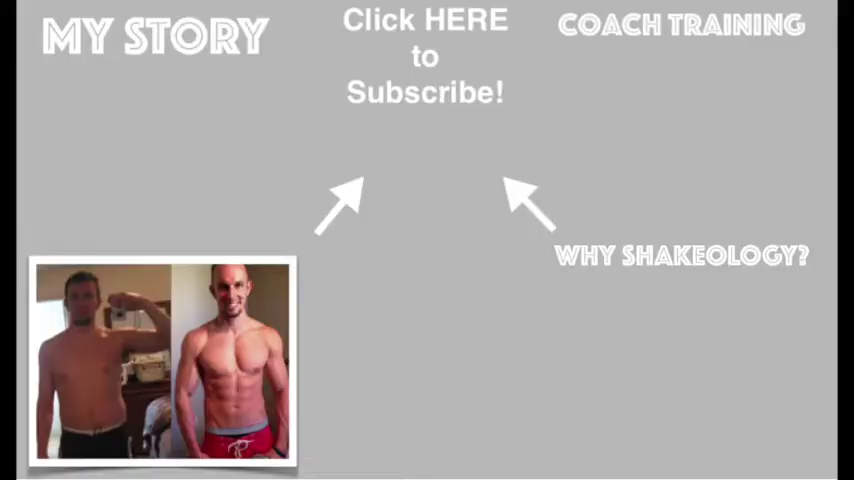 MY STORY
Click HERE
to
Subscribe!
COACH TRAINING
WHY SHAKEOLOGY?